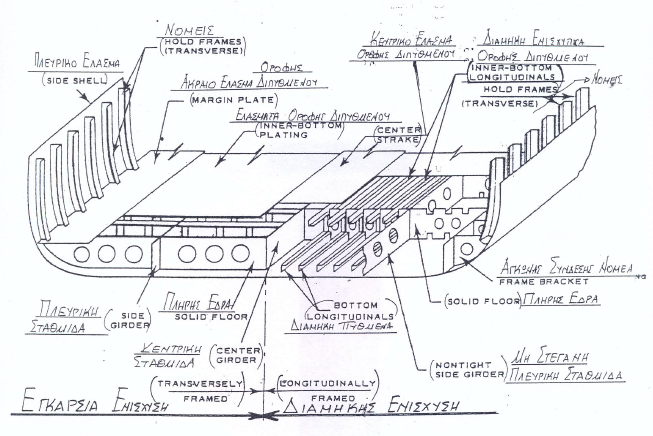 ΝΟΜΕΙΣ
(HOLD FRAMES)
(TRANSVERSE)
ΠΛΕΥΡΙΚΟ ΕΛΑΣΜΑ
(SIDE SHELL)
ΟΡΟΦΗΣ
ΑΚΡΑΙΟ ΕΛΑΣΜΑ ΔΙΠΥΘΜΕΝΟΥ
(MARGIN PLATE)
ΕΛΑΣΜΑΤΑ ΟΡΟΦΗΣ ΔΙΠΥΘΜΕΝΟΥ
(INNER-BOTTOM
PLATING
ΚΕΝΤΡΙΚΟ ΕΛΑΣΜΑ
ΟΡΟΦΗΣ ΔΙΠΥΘΜΕΝΟΥ
(CENTER
STRAKE)
ΔΙΑΜΗΚΗ ΕΝΙΣΧΥΤΙΚΑ
ΟΡΟΦΗΣ ΔΙΠΥΘΜΕΝΟΥ
(INNER-BOTTOM
LONGITUDINALS
ΝΟΜΕΙΣ
HOLD FRAMES
(TRANSVERSE)
ΑΓΚΩΝΑΣ ΣΥΝΔΕΣΗΣ ΝΟΜΕΑ
FRAME BRACKET
(SOLID FLOOR) ΠΛΗΡΗΣ ΕΔΡΑ
ΠΛΕΥΡΙΚΗ
ΣΤΑΘΜΙΔΑ
(SIDE
GIRDER)
ΠΛΗΡΗΣ ΕΔΡΑ
SOLID FLOOR
BOTTOM
(LONGITUDINALS)
ΔΙΑΜΗΚΗ ΠΥΘΜΕΝΑ
ΚΕΝΤΡΙΚΗ
ΣΤΑΘΜΙΔΑ
(CENTER
GIRDER)
(NONTIGHT
SIDE GIRDER)
ΜΗ ΣΤΕΓΑΝΗ
ΠΛΕΥΡΙΚΗ ΣΤΑΘΜΙΔΑ
(TRANSVERSELY
FRAMED)
(LONGITUDINALLY
FRAMED
ΕΓΚΑΡΣΙΑ ΕΝΙΣΧΥΣΗ
ΔΙΑΜΗΚΗΣ ΕΝΙΣΧΥΣΗ